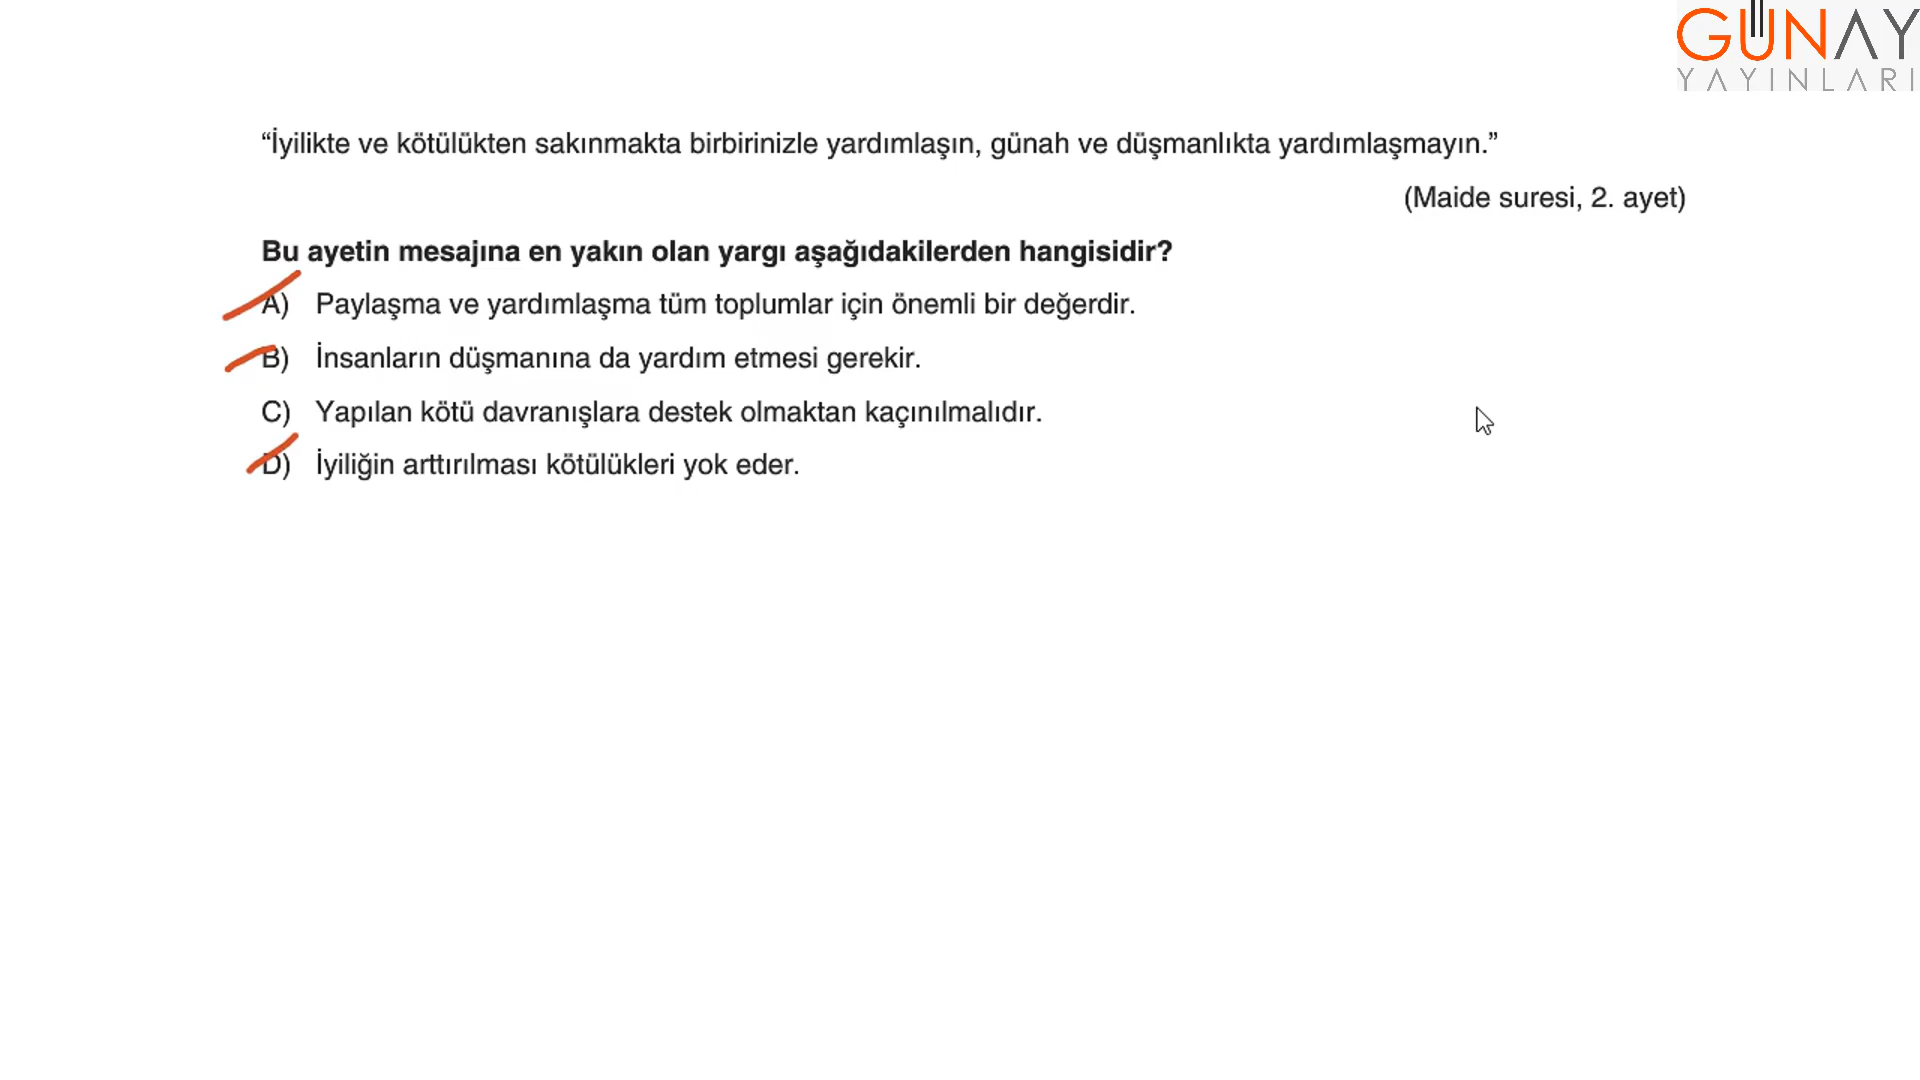 GÜNAY
YAYINLARI
“İyilikte ve kötülükten sakınmakta birbirinizle yardımlaşın, günah ve düşmanlıkta yardımlaşmayın.”
(Maide suresi, 2. ayet)
Bu ayetin mesajına en yakın olan yargı aşağıdakilerden hangisidir?
A) Paylaşma ve yardımlaşma tüm toplumlar için önemli bir değerdir.
B) İnsanların düşmanına da yardım etmesi gerekir.
C) Yapılan kötü davranışlara destek olmaktan kaçınılmalıdır.
D) İyiliğin arttırılması kötülükleri yok eder.